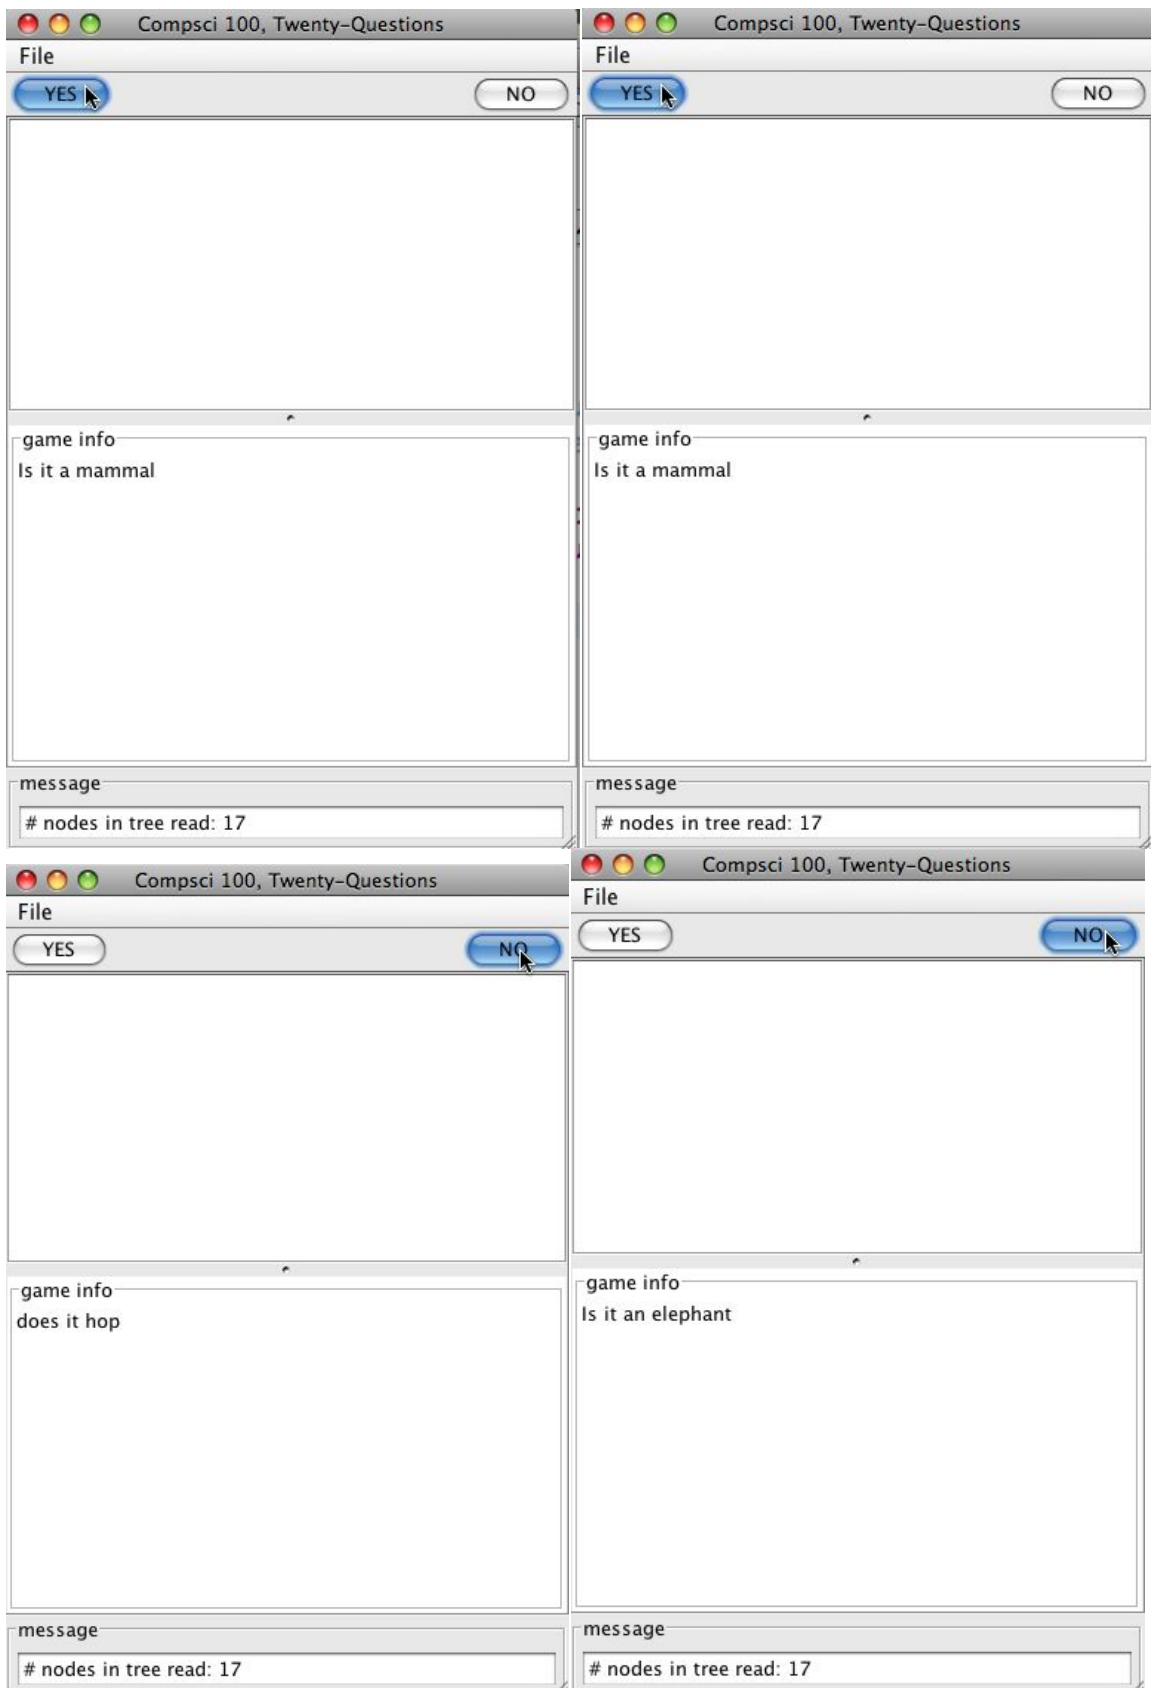 Compsci 100, Twenty-Questions
File
YES NO
game info
Is it a mammal
message
# nodes in tree read: 17
Compsci 100, Twenty-Questions
File
YES NO
game info
Is it a mammal
message
# nodes in tree read: 17
Compsci 100, Twenty-Questions
File
YES NO
game info
does it hop
message
# nodes in tree read: 17
Compsci 100, Twenty-Questions
File
YES NO
game info
Is it an elephant
message
# nodes in tree read: 17